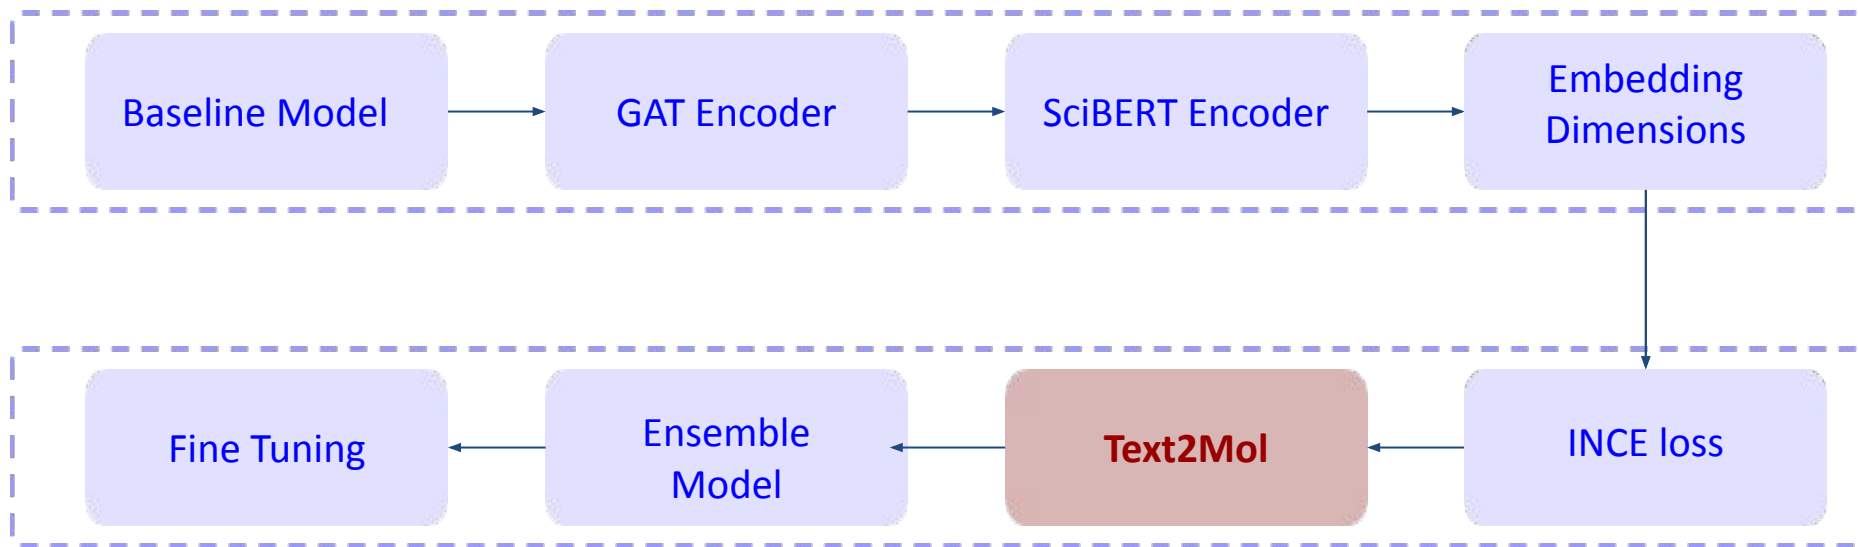 Baseline Model
GAT Encoder
SciBERT Encoder
Embedding
Dimensions
Fine Tuning
Ensemble
Model
Text2Mol
INCE loss